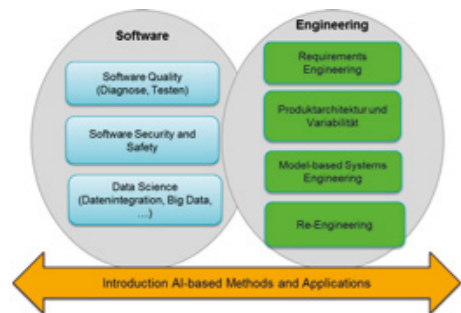 Software
Software Quality
(Diagnose, Testen)
Software Security and
Safety
Data Science
(Datenintegration, Big Data,
....)
Engineering
Requirements
Engineering
Produktarchitektur und
Variabilität
Model-based Systems
Engineering
Re-Engineering
Introduction AI-based Methods and Applications